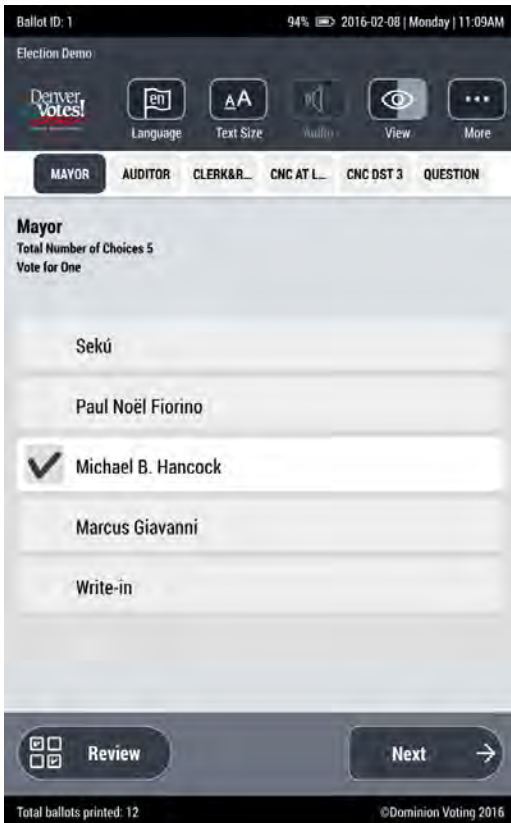 Ballot ID: 1 94% 2016-02-08 | Monday | 11:09AM
Election Demo
Denver
Votes!
en
AA
Language Text Size Audio View More
MAYOR AUDITOR CLERK&R... CNC AT L... CNC DST 3 QUESTION
Mayor
Total Number of Choices 5
Vote for One
Sekú
Paul Noël Fiorino
Michael B. Hancock
Marcus Giavanni
Write-in
Review Next
Total ballots printed: 12 ©Dominion Voting 2016